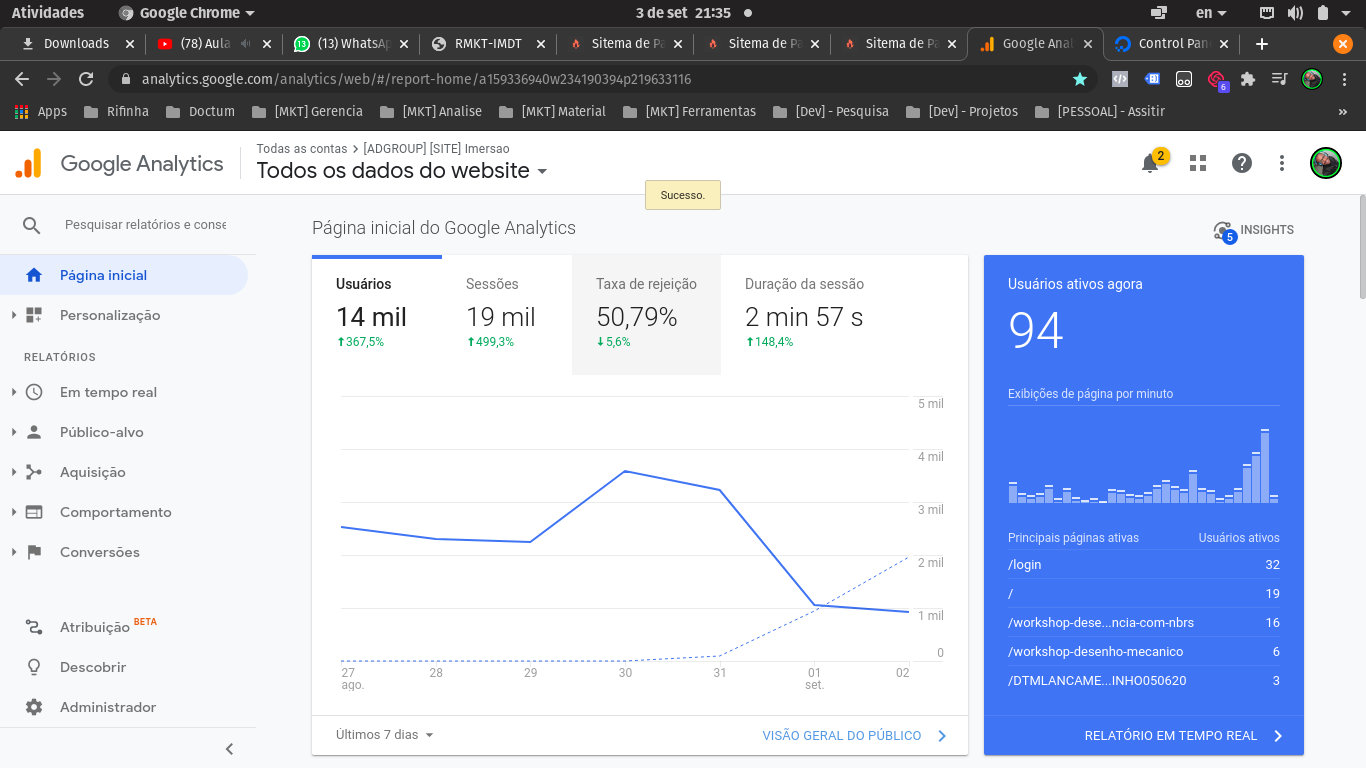 Atividades
Google Chrome
3 de set 21:35
en
Downloads
(78) Aula
(13) WhatsAp
RMKT-IMDT
Sitema de Pa
Sitema de Pa
Sitema de Pa
Google Anal
Control Pane
analytics.google.com/analytics/web/#/report-home/a159336940w234190394p219633116
6
Apps
Rifinha
Doctum
[MKT] Gerencia
[MKT] Analise
[MKT] Material
[MKT] Ferramentas
[Dev] - Pesquisa
[Dev] - Projetos
[PESSOAL] - Assitir
»
Google Analytics
Todas as contas > [ADGROUP] [SITE] Imersao
Todos os dados do website
2
Sucesso.
Pesquisar relatórios e conse
Página inicial
Personalização
RELATÓRIOS
Em tempo real
Público-alvo
Aquisição
Comportamento
Conversões
Atribuição BETA
Descobrir
Administrador
Página inicial do Google Analytics
5 INSIGHTS
Usuários
14 mil
↑367,5%
Sessões
19 mil
↑499,3%
Taxa de rejeição
50,79%
↓5,6%
Duração da sessão
2 min 57 s
↑148,4%
5 mil
4 mil
3 mil
2 mil
1 mil
0
27 28 29 30 31 01 02
ago. set.
Últimos 7 dias
VISÃO GERAL DO PÚBLICO
Usuários ativos agora
94
Exibições de página por minuto
Principais páginas ativas Usuários ativos
/login 32
/ 19
/workshop-dese...ncia-com-nbrs 16
/workshop-desenho-mecanico 6
/DTMLANCAME...INHO050620 3
RELATÓRIO EM TEMPO REAL